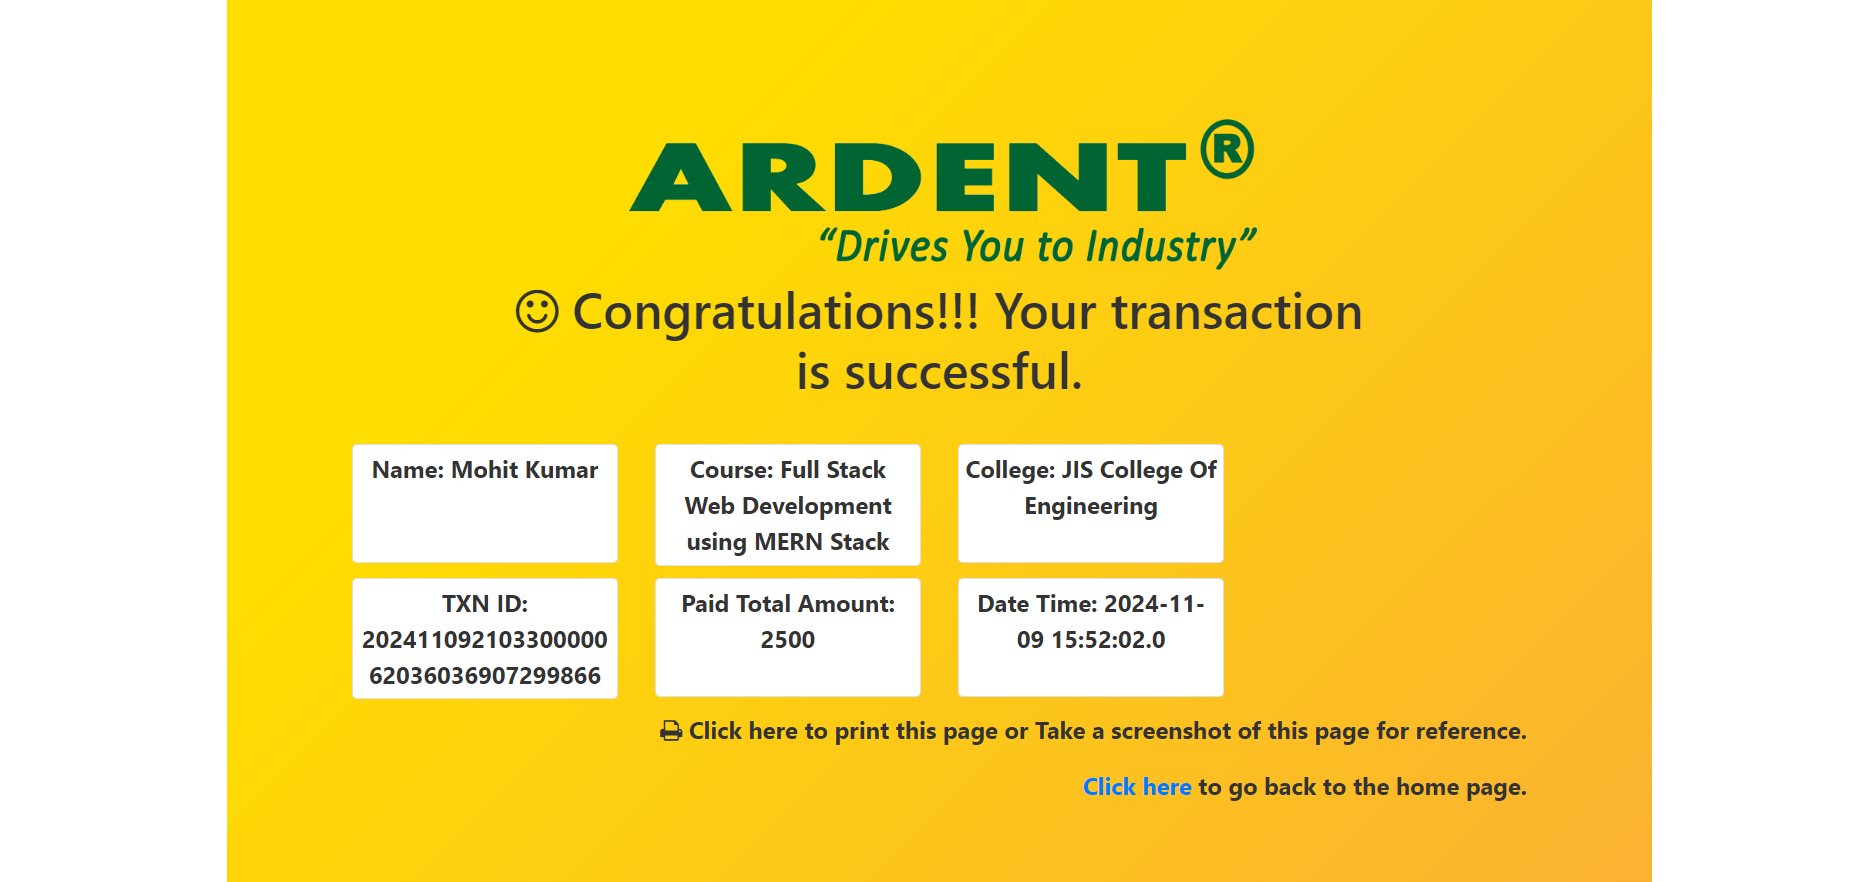 ARDENT®
“Drives You to Industry”
Congratulations!!! Your transaction
is successful.
Name: Mohit Kumar
Course: Full Stack
Web Development
using MERN Stack
College: JIS College Of
Engineering
TXN ID:
202411092103300000
62036036907299866
Paid Total Amount:
2500
Date Time: 2024-11-
09 15:52:02.0
Click here to print this page or Take a screenshot of this page for reference.
Click here to go back to the home page.